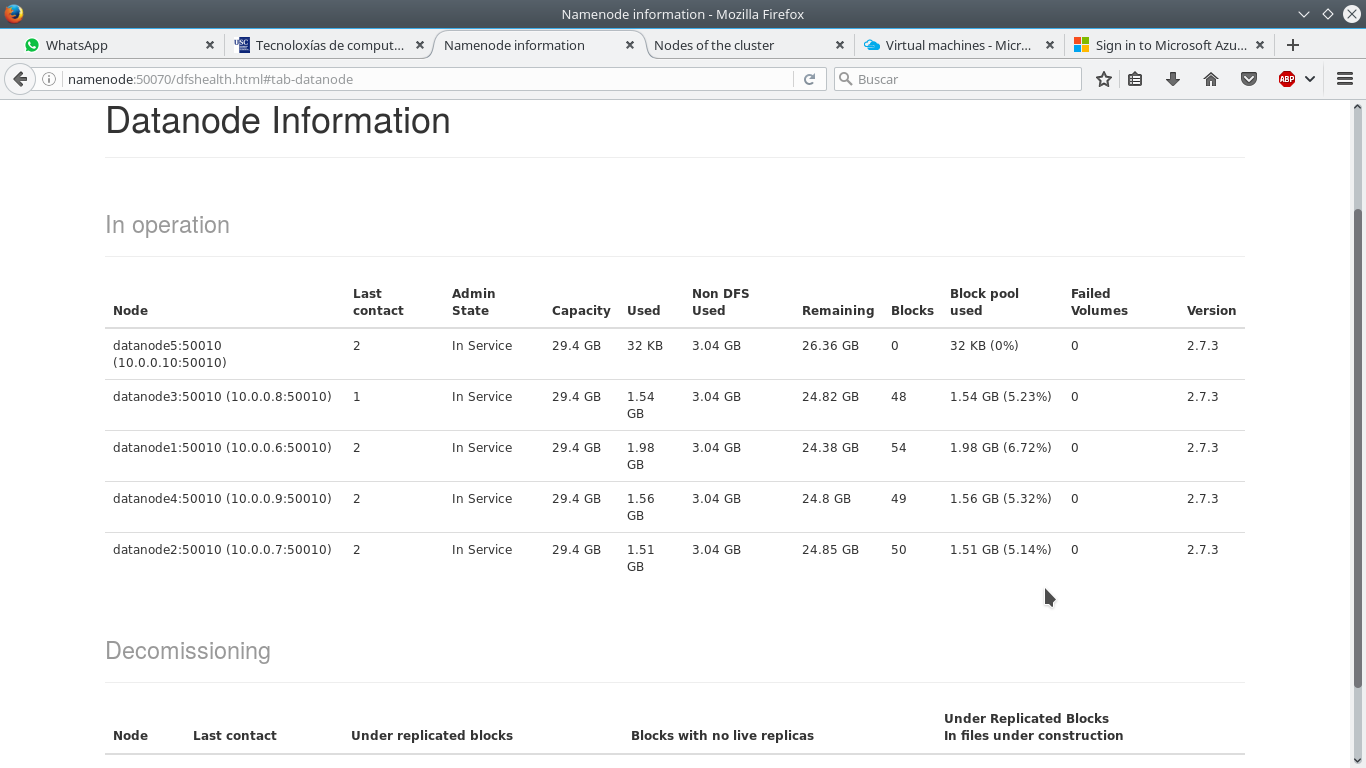 Namenode information - Mozilla Firefox
WhatsApp
USC
Tecnoloxías de comput...
Namenode information
Nodes of the cluster
Virtual machines - Micr...
Sign in to Microsoft Azu...
namenode:50070/dfshealth.html#tab-datanode
Buscar
ABP
Datanode Information
In operation
Node
Last
contact
Admin
State
Capacity
Used
Non DFS
Used
Remaining
Blocks
Block pool
used
Failed
Volumes
Version
datanode5:50010
(10.0.0.10:50010)
2
In Service
29.4 GB
32 KB
3.04 GB
26.36 GB
0
32 KB (0%)
0
2.7.3
datanode3:50010 (10.0.0.8:50010)
1
In Service
29.4 GB
1.54
GB
3.04 GB
24.82 GB
48
1.54 GB (5.23%)
0
2.7.3
datanode1:50010 (10.0.0.6:50010)
2
In Service
29.4 GB
1.98
GB
3.04 GB
24.38 GB
54
1.98 GB (6.72%)
0
2.7.3
datanode4:50010 (10.0.0.9:50010)
2
In Service
29.4 GB
1.56
GB
3.04 GB
24.8 GB
49
1.56 GB (5.32%)
0
2.7.3
datanode2:50010 (10.0.0.7:50010)
2
In Service
29.4 GB
1.51
GB
3.04 GB
24.85 GB
50
1.51 GB (5.14%)
0
2.7.3
Decomissioning
Node
Last contact
Under replicated blocks
Blocks with no live replicas
Under Replicated Blocks
In files under construction